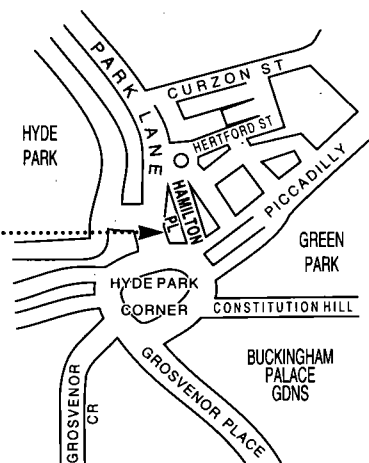 PARK LANE
CURZON ST
HYDE
PARK
HERTFORD ST
HAMILTON
PL
PICCADILLY
GREEN
PARK
HYDE PARK
CORNER
CONSTITUTION HILL
BUCKINGHAM
PALACE
GDNS
GROSVENOR
CR
GROSVENOR PLACE